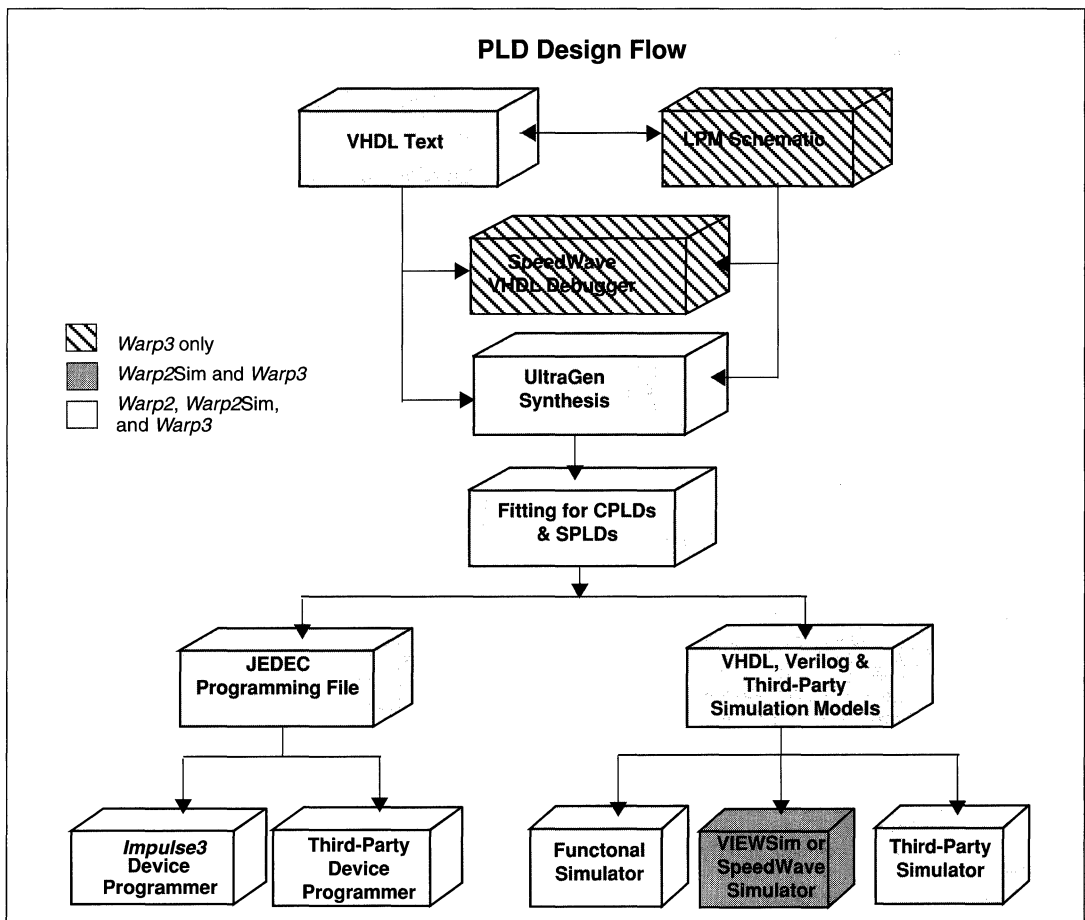 PLD Design Flow
VHDL Text
LPM Schematic
SpeedWave
VHDL Debugger
Warp3 only
Warp2Sim and Warp3
Warp2, Warp2Sim,
and Warp3
UltraGen
Synthesis
Fitting for CPLDs
& SPLDs
JEDEC
Programming File
VHDL, Verilog &
Third-Party
Simulation Models
Impulse3
Device
Programmer
Third-Party
Device
Programmer
Functonal
Simulator
VIEWSim or
SpeedWave
Simulator
Third-Party
Simulator